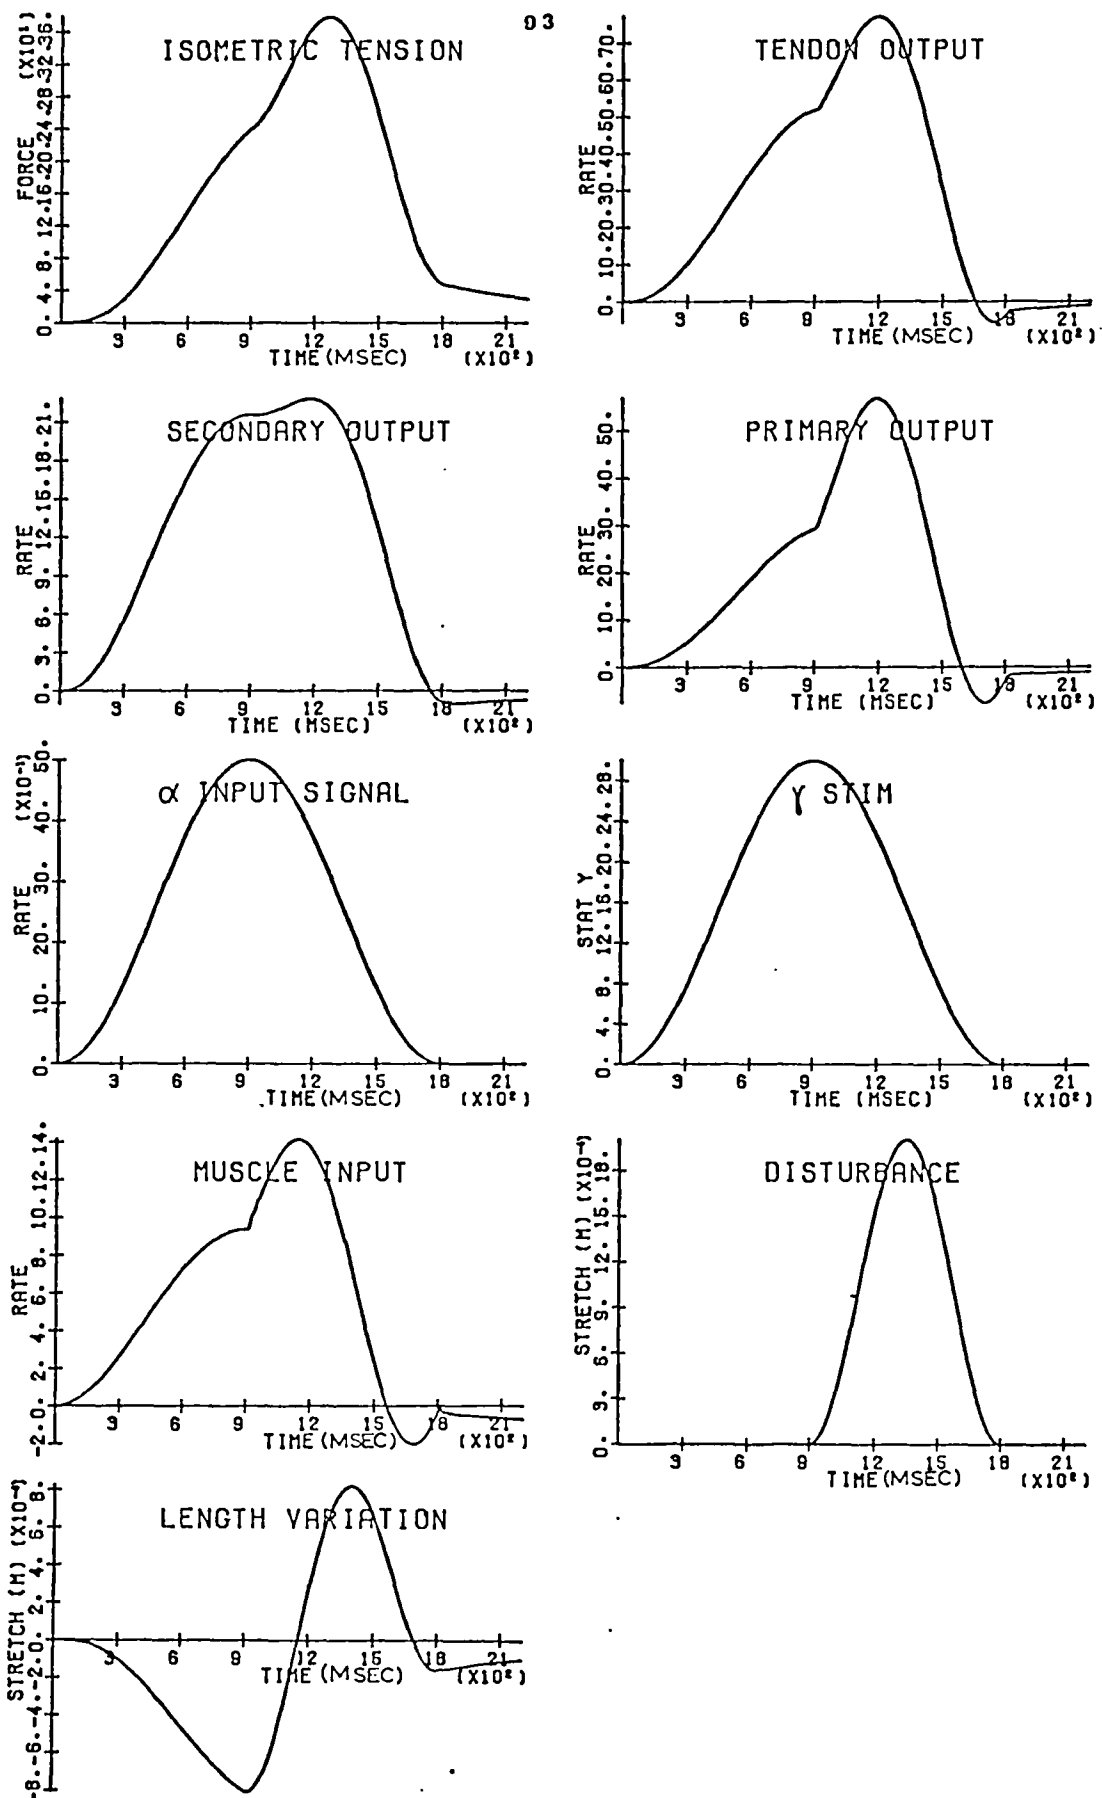 93
ISOMETRIC TENSION
FORCE (X10¹)
0. 4. 8. 12. 16. 20. 24. 28. 32. 36.
3 6 9 12 15 18 21
TIME (MSEC) (X10²)
TENDON OUTPUT
RATE
0. 10. 20. 30. 40. 50. 60. 70.
3 6 9 12 15 18 21
TIME (MSEC) (X10²)
SECONDARY OUTPUT
RATE
0. 3. 6. 9. 12. 15. 18. 21.
3 6 9 12 15 18 21
TIME (MSEC) (X10²)
PRIMARY OUTPUT
RATE
0. 10. 20. 30. 40. 50.
3 6 9 12 15 18 21
TIME (MSEC) (X10²)
α INPUT SIGNAL
RATE (X10⁻¹)
0. 10. 20. 30. 40. 50.
3 6 9 12 15 18 21
TIME (MSEC) (X10²)
γ STIM
STAT Y
0. 4. 8. 12. 16. 20. 24. 28.
3 6 9 12 15 18 21
TIME (MSEC) (X10²)
MUSCLE INPUT
RATE
-2. 0. 2. 4. 6. 8. 10. 12. 14.
3 6 9 12 15 18 21
TIME (MSEC) (X10²)
DISTURBANCE
STRETCH (M) (X10⁻⁴)
0. 3. 6. 9. 12. 15. 18.
3 6 9 12 15 18 21
TIME (MSEC) (X10²)
LENGTH VARIATION
STRETCH (M) (X10⁻⁴)
-8. -6. -4. -2. 0. 2. 4. 6. 8.
3 6 9 12 15 18 21
TIME (MSEC) (X10²)